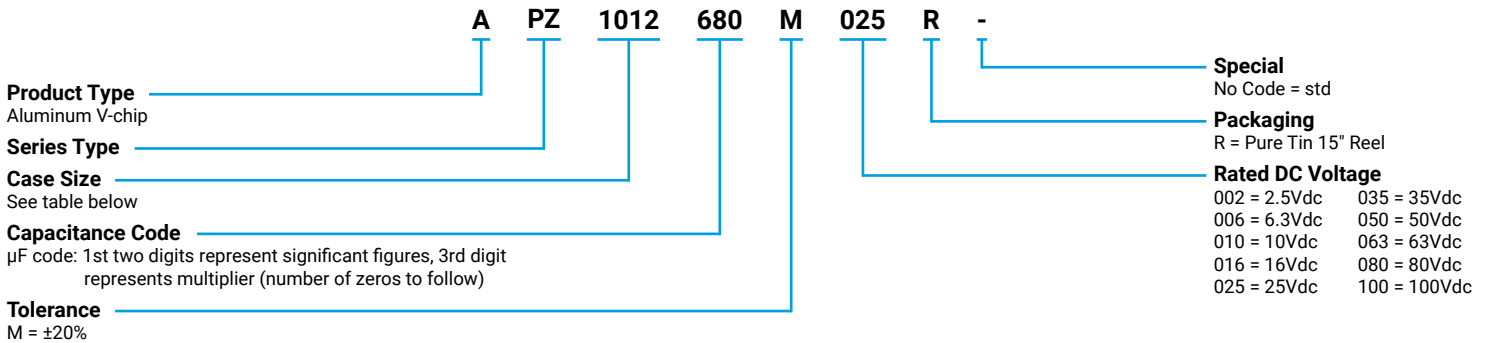 A PZ 1012 680 M 025 R -
Product Type
Aluminum V-chip
Series Type
Case Size
See table below
Capacitance Code
µF code: 1st two digits represent significant figures, 3rd digit
represents multiplier (number of zeros to follow)
Tolerance
M = ±20%
Special
No Code = std
Packaging
R = Pure Tin 15" Reel
Rated DC Voltage
002 = 2.5Vdc 035 = 35Vdc
006 = 6.3Vdc 050 = 50Vdc
010 = 10Vdc 063 = 63Vdc
016 = 16Vdc 080 = 80Vdc
025 = 25Vdc 100 = 100Vdc